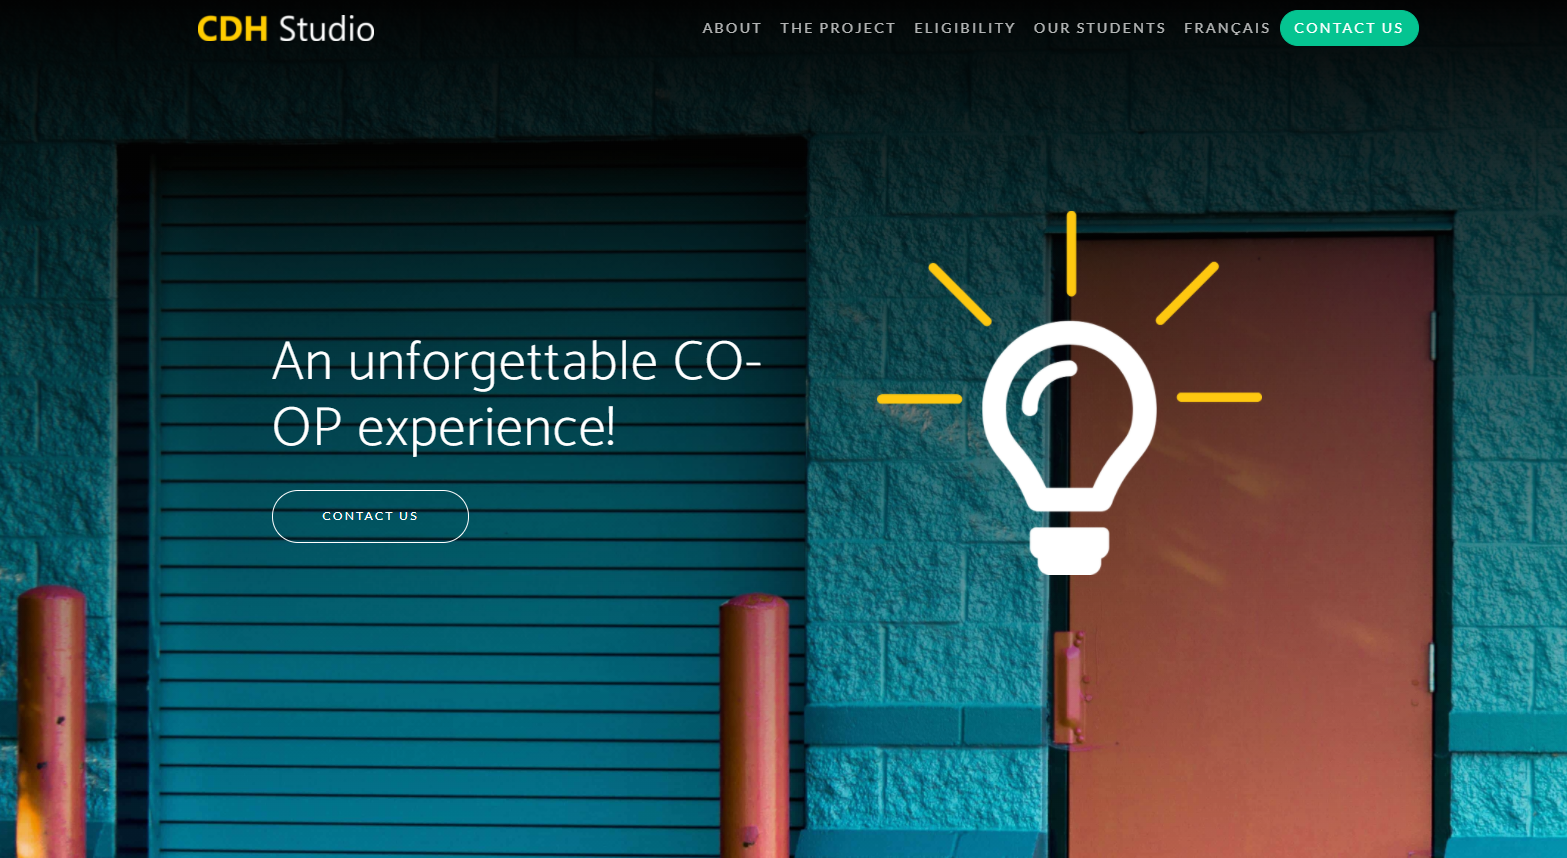 CDH Studio
ABOUT THE PROJECT ELIGIBILITY OUR STUDENTS FRANÇAIS CONTACT US
An unforgettable CO-
OP experience!
CONTACT US